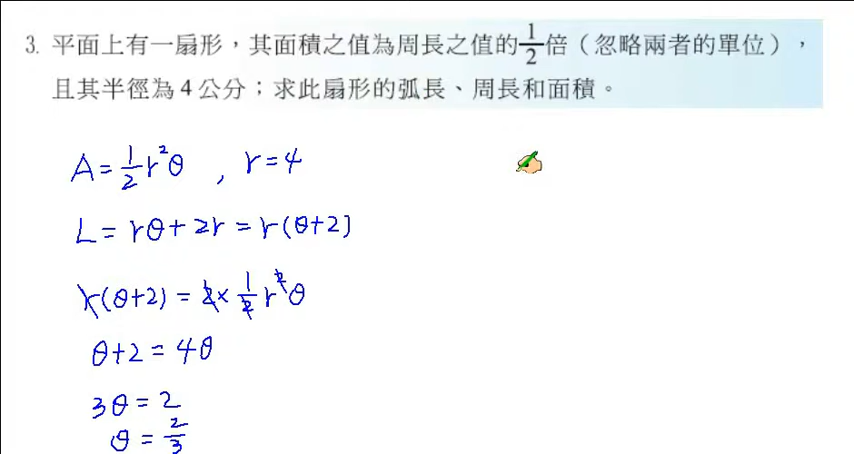 3. 平面上有一扇形，其面積之值為周長之值的1/2倍（忽略兩者的單位），
且其半徑為4公分；求此扇形的弧長、周長和面積。
A = 1/2 r²θ , r = 4
L = rθ + 2r = r(θ+2)
r(θ+2) = 2 × 1/2 r²θ
θ+2 = 4θ
3θ = 2
θ = 2/3